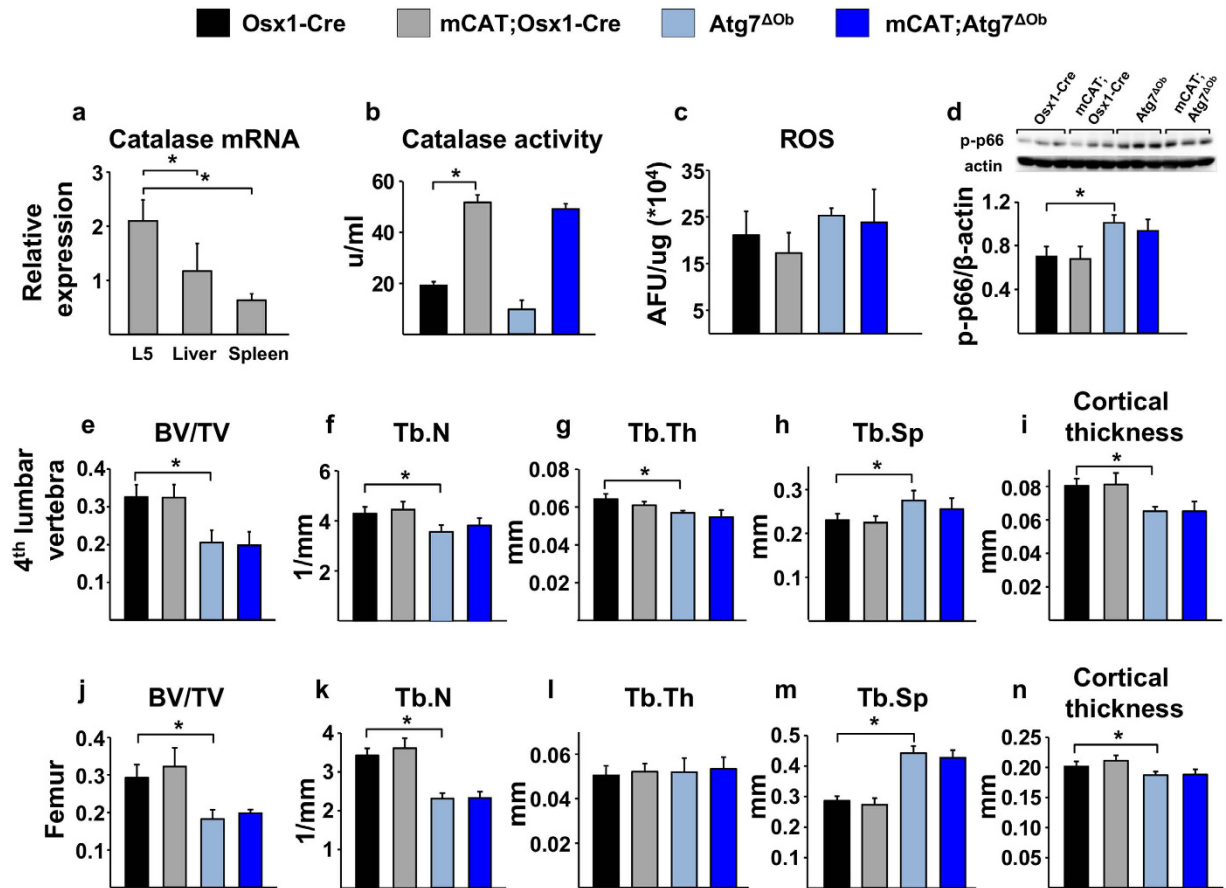 Osx1-Cre mCAT;Osx1-Cre Atg7ΔOb mCAT;Atg7ΔOb
a
Catalase mRNA
*
*
Relative
expression
3
2
1
L5 Liver Spleen
b
Catalase activity
*
u/ml
60
40
20
c
ROS
AFU/ug (*10⁴)
35
25
15
5
d
Osx1-Cre
mCAT;
Osx1-Cre
Atg7ΔOb
mCAT;
Atg7ΔOb
p-p66
actin
*
p-p66/β-actin
1.2
0.8
0.4
4th lumbar
vertebra
e
BV/TV
*
0.4
0.3
0.2
0.1
f
Tb.N
*
1/mm
6
4
2
g
Tb.Th
*
mm
0.08
0.06
0.04
0.02
h
Tb.Sp
*
mm
0.3
0.2
0.1
i
Cortical
thickness
*
mm
0.08
0.06
0.04
0.02
Femur
j
BV/TV
*
0.4
0.3
0.2
0.1
k
Tb.N
*
1/mm
4
3
2
1
l
Tb.Th
mm
0.06
0.04
0.02
m
Tb.Sp
*
mm
0.5
0.4
0.3
0.2
0.1
n
Cortical
thickness
*
mm
0.25
0.20
0.15
0.10
0.05